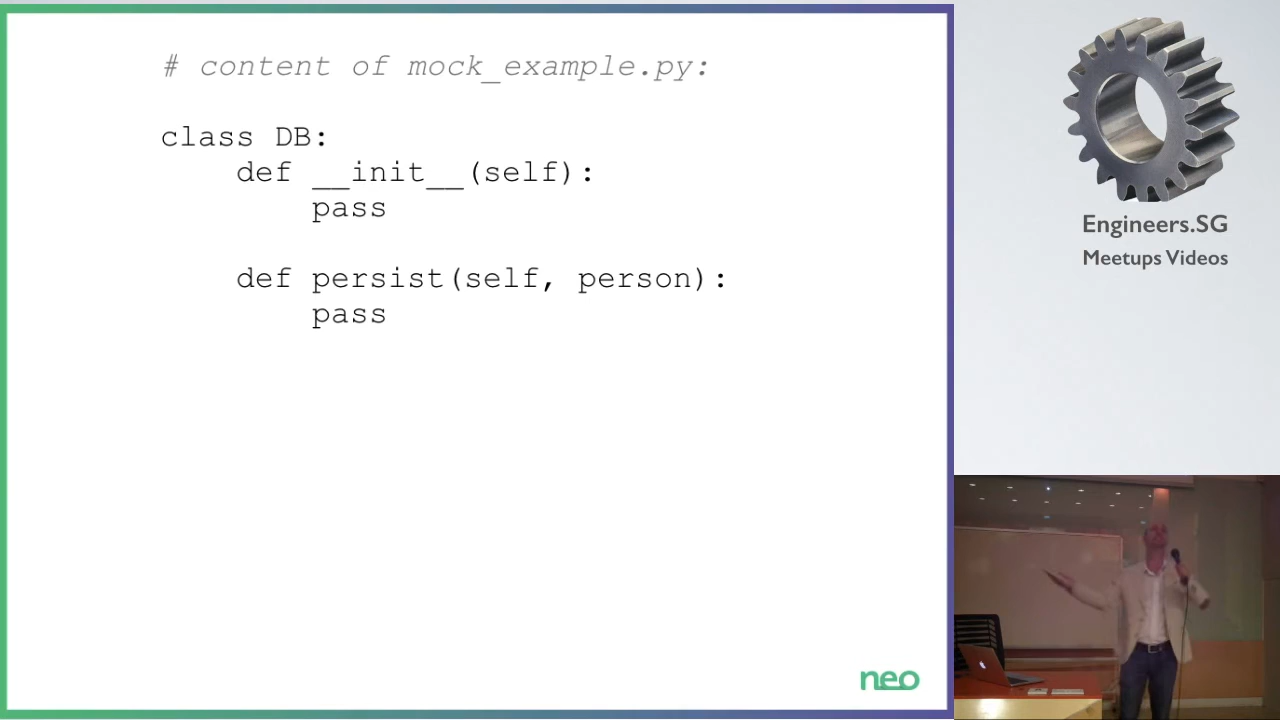 # content of mock_example.py:
class DB:
    def __init__(self):
        pass
    def persist(self, person):
        pass
neo
Engineers.SG
Meetups Videos